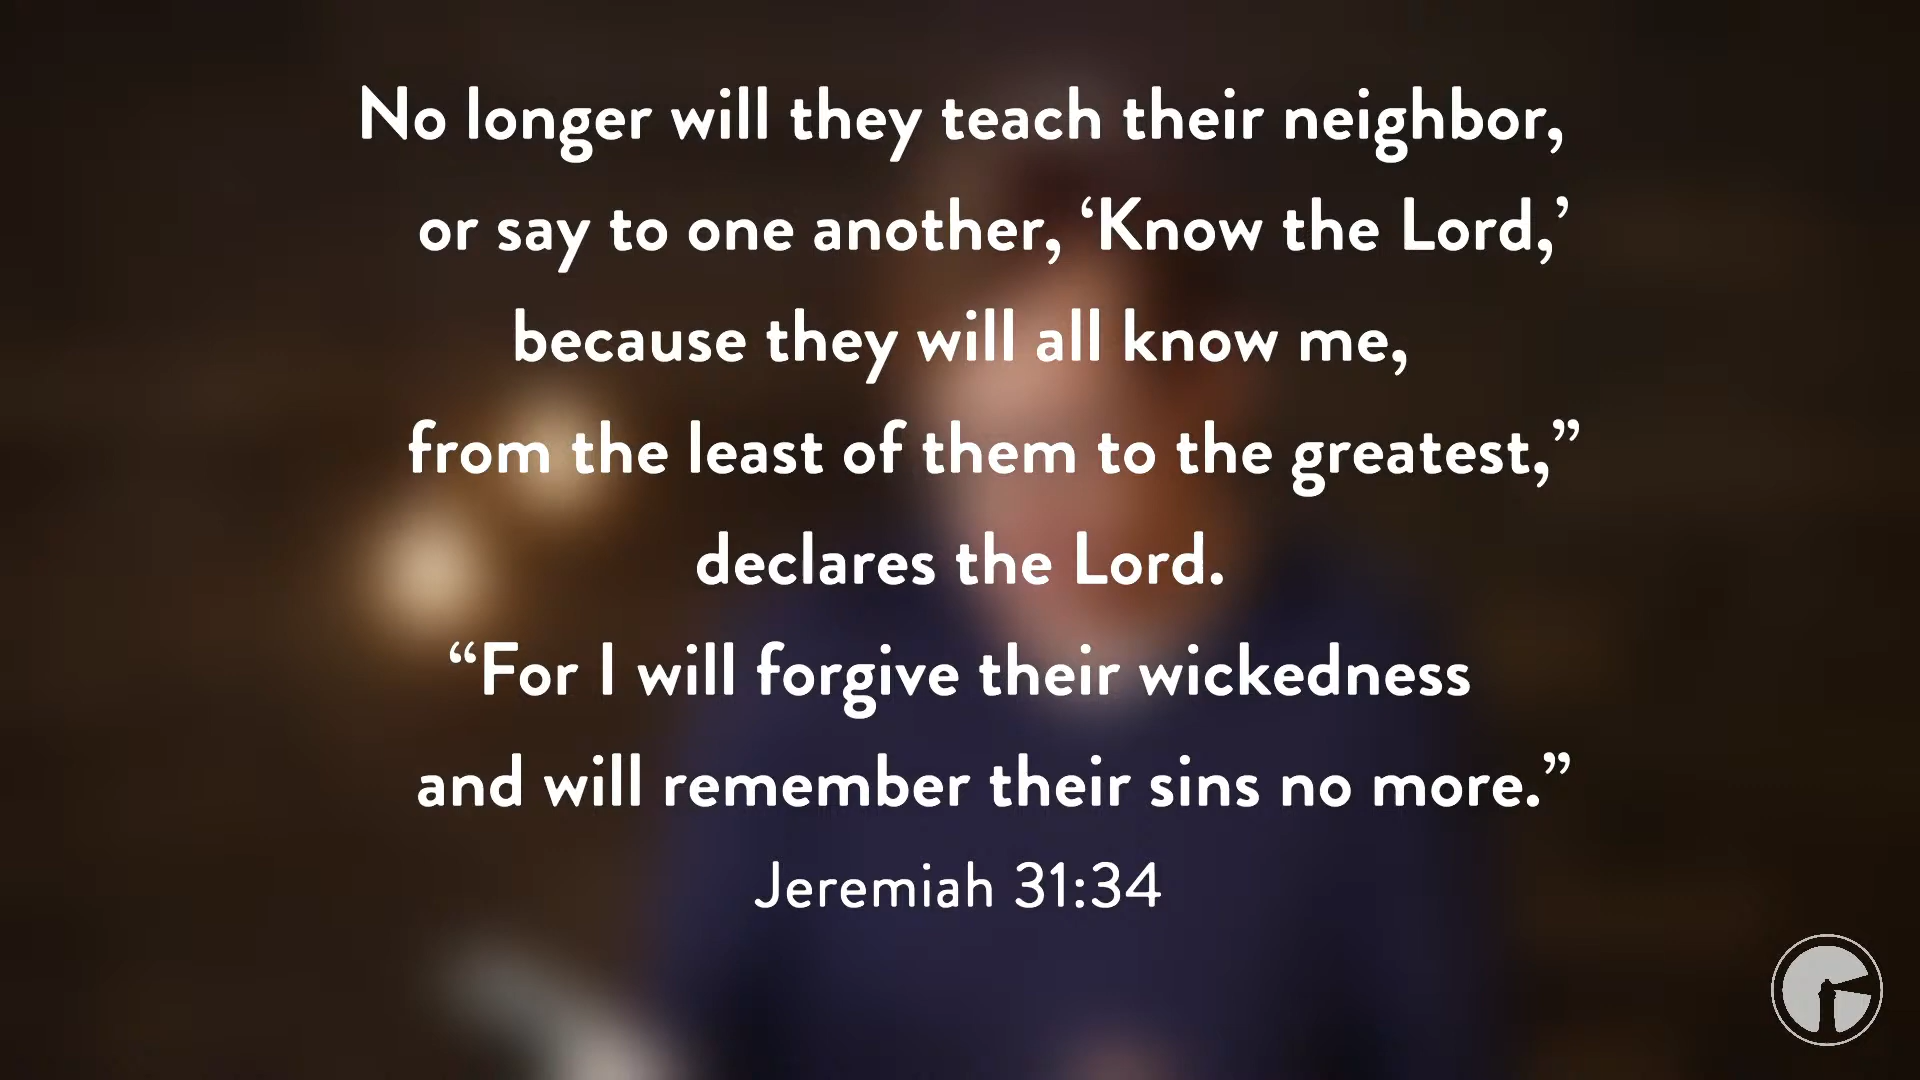 No longer will they teach their neighbor,
or say to one another, ‘Know the Lord,’
because they will all know me,
from the least of them to the greatest,”
declares the Lord.
“For I will forgive their wickedness
and will remember their sins no more.”
Jeremiah 31:34